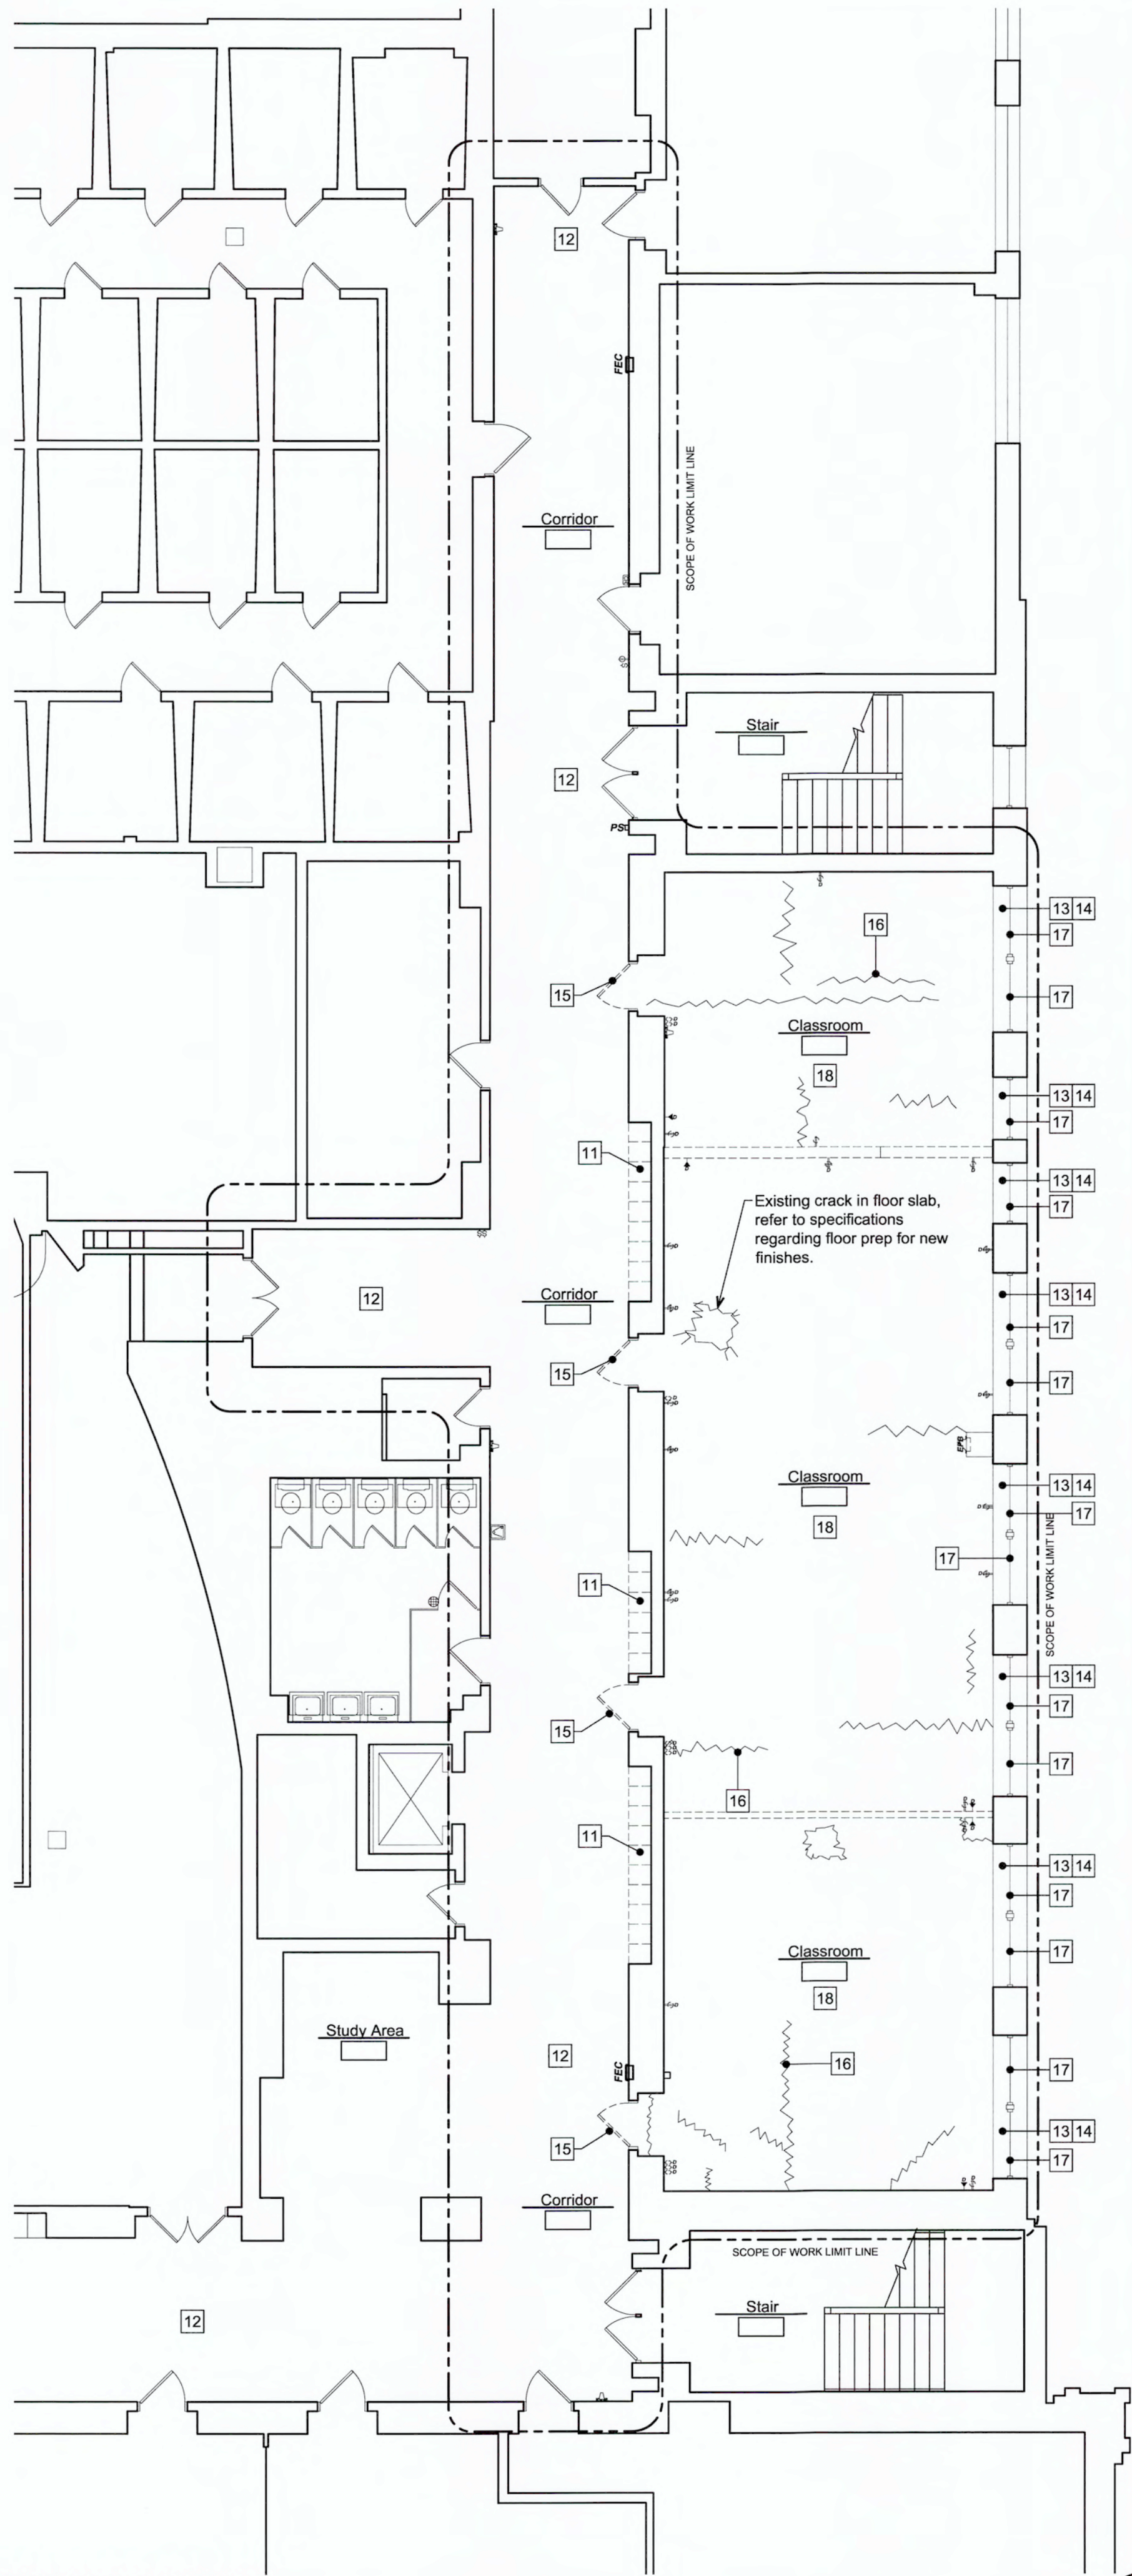 12
FEC
SCOPE OF WORK LIMIT LINE
Corridor
Stair
12
PS
13 14
16
17
15
17
Classroom
18
13 14
17
11
13 14
Existing crack in floor slab,
refer to specifications
regarding floor prep for new
finishes.
17
12
Corridor
13 14
17
15
17
EPB
Classroom
13 14
17
18
SCOPE OF WORK LIMIT LINE
17
11
13 14
17
15
17
16
11
13 14
17
Classroom
17
18
Study Area
12
FEC
16
17
15
13 14
17
Corridor
SCOPE OF WORK LIMIT LINE
Stair
12